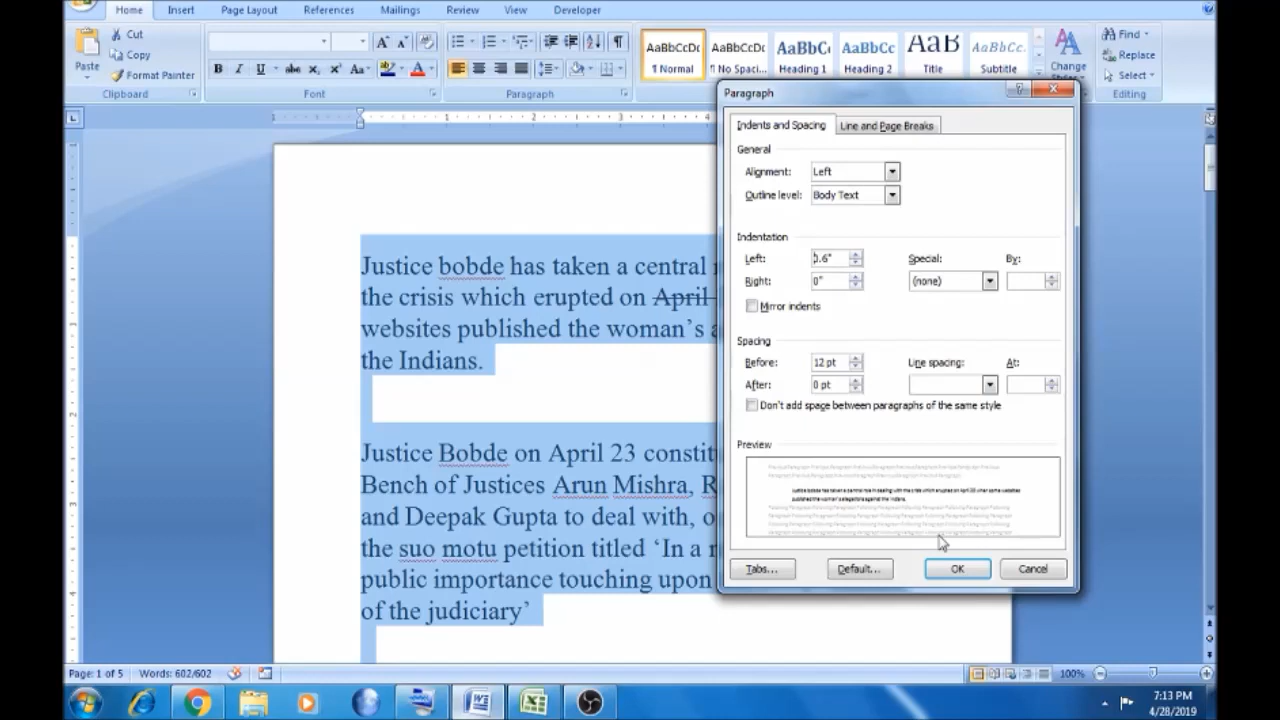 Home Insert Page Layout References Mailings Review View Developer
Cut
Copy
Format Painter
Paste
Clipboard
B I U abc X₂ X² Aa
Font
Paragraph
AaBbCcDc AaBbCcDc AaBbC AaBbCc AaB AaBbCc.
¶ Normal ¶ No Spaci... Heading 1 Heading 2 Title Subtitle
Change
Find
Replace
Select
Editing
Paragraph
Indents and Spacing Line and Page Breaks
General
Alignment: Left
Outline level: Body Text
Indentation
Left: .6" Special: By:
Right: 0" (none)
Mirror indents
Spacing
Before: 12 pt Line spacing: At:
After: 0 pt
Don't add space between paragraphs of the same style
Preview
Tabs... Default... OK Cancel
Justice bobde has taken a central
the crisis which erupted on April
websites published the woman's a
the Indians.
Justice Bobde on April 23 constit
Bench of Justices Arun Mishra, R
and Deepak Gupta to deal with, o
the suo motu petition titled ‘In a
public importance touching upon
of the judiciary’
Page: 1 of 5 Words: 602/602 100%
7:13 PM
4/28/2019